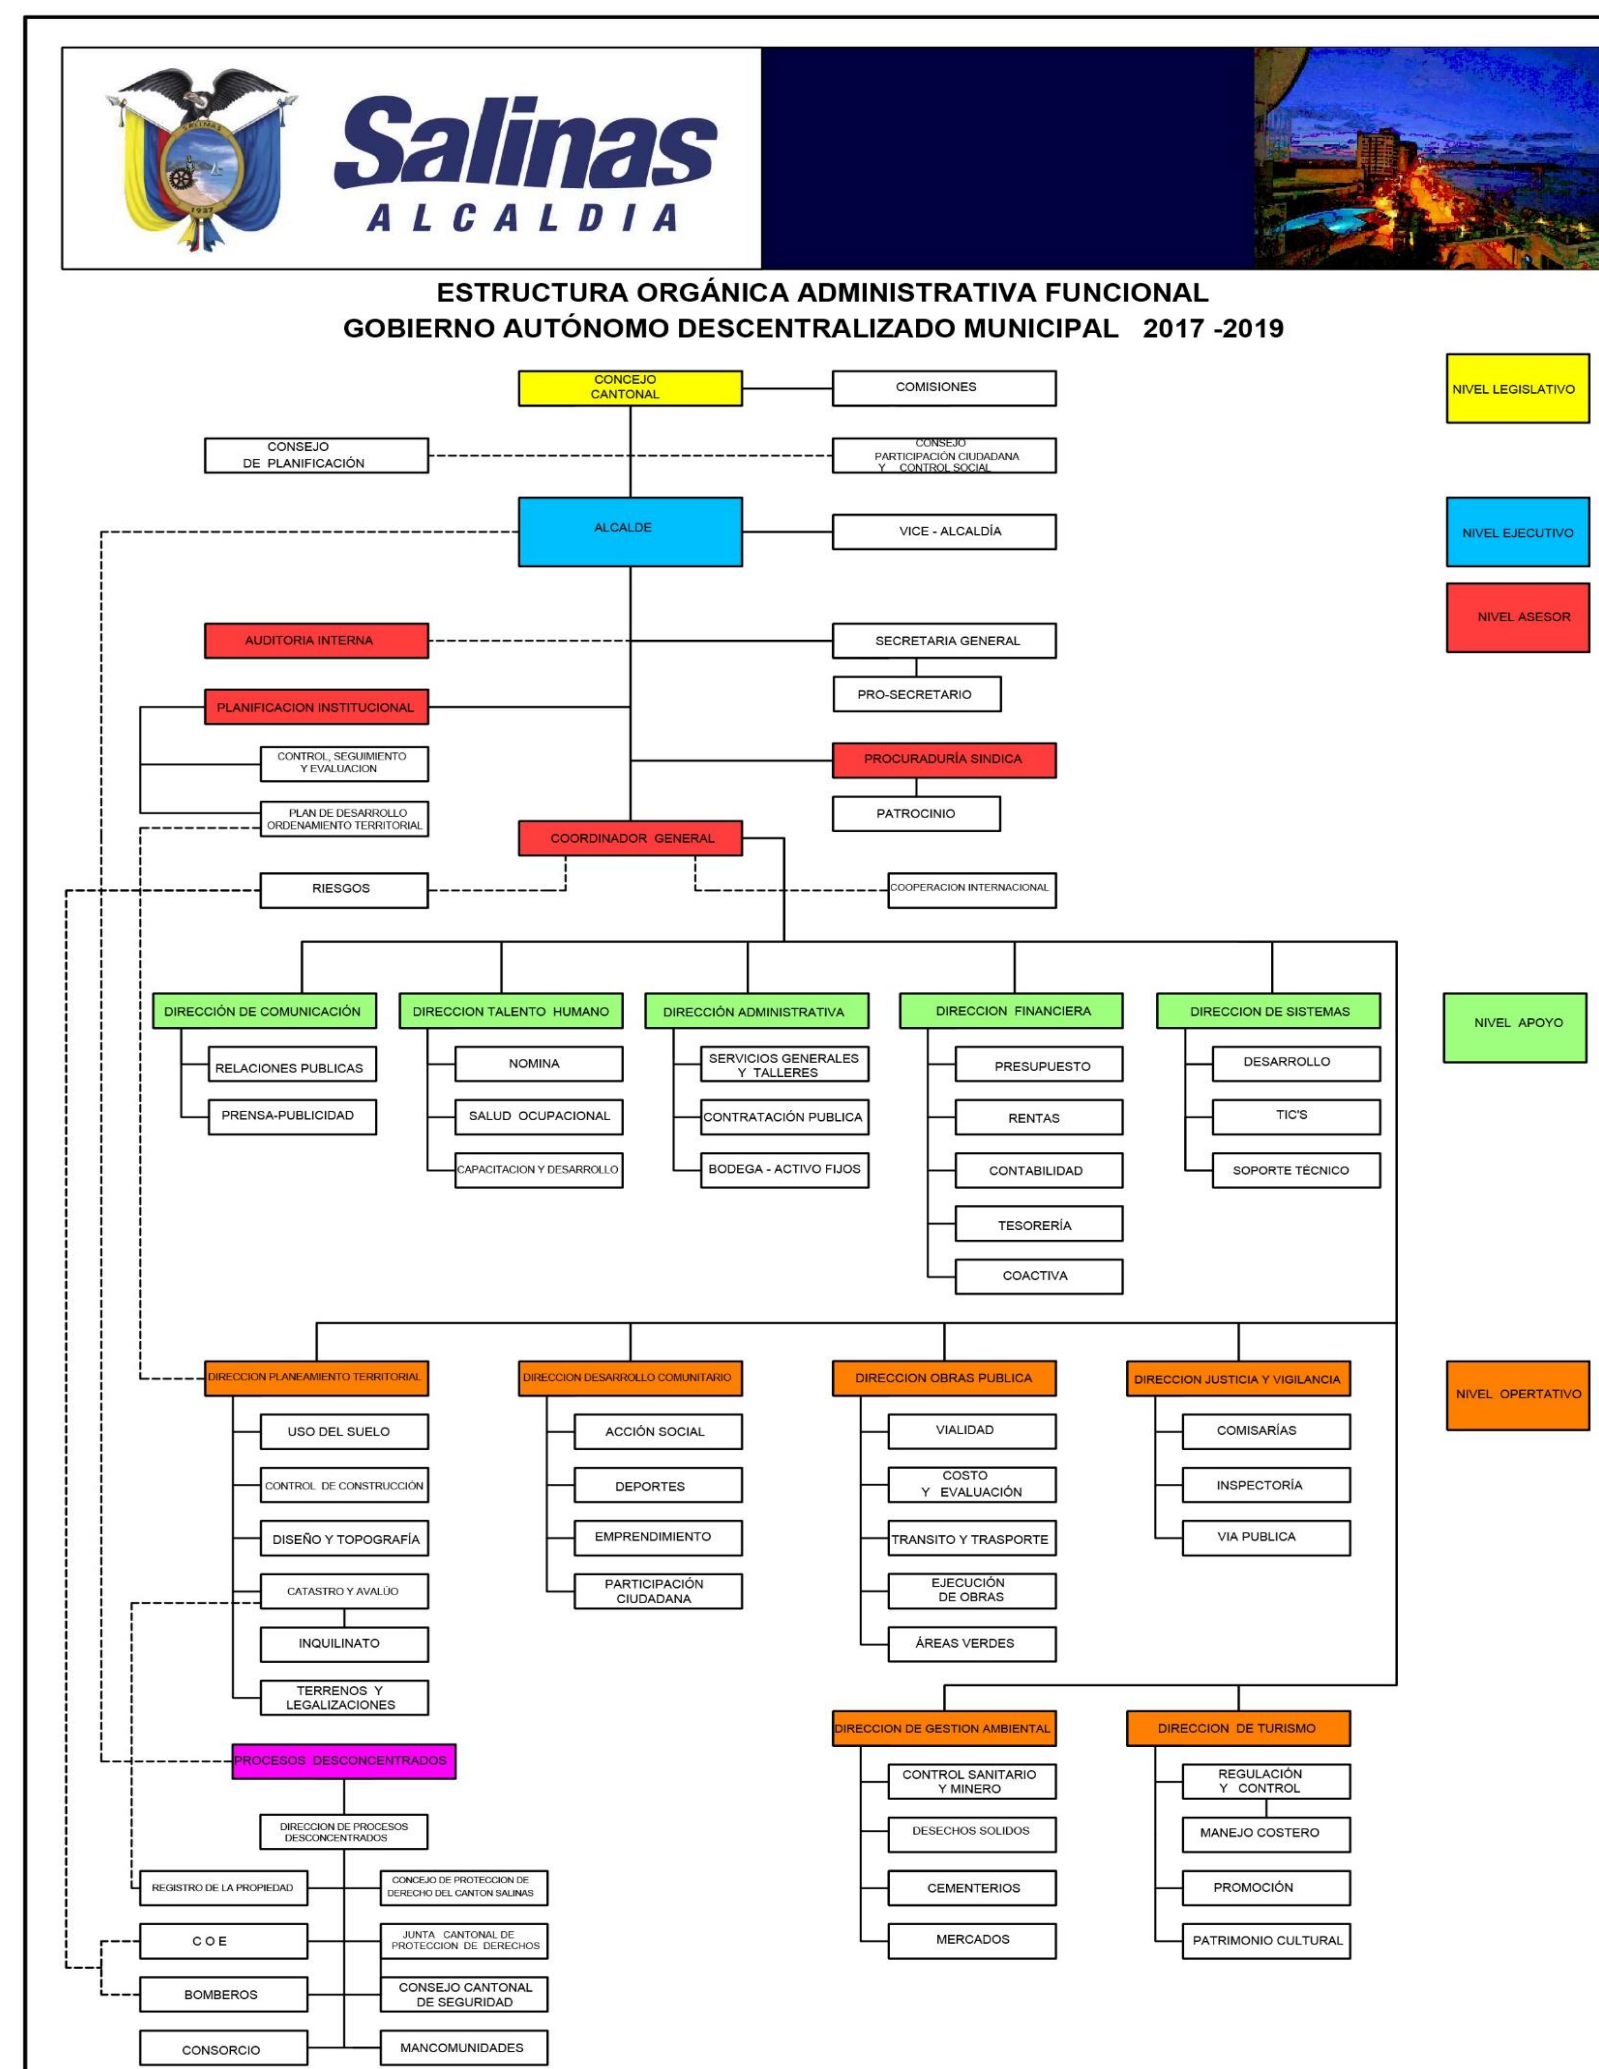 SALINAS
1937
Salinas
ALCALDIA
ESTRUCTURA ORGÁNICA ADMINISTRATIVA FUNCIONAL
GOBIERNO AUTÓNOMO DESCENTRALIZADO MUNICIPAL 2017 -2019
CONCEJO
CANTONAL
COMISIONES
NIVEL LEGISLATIVO
CONSEJO
DE PLANIFICACIÓN
CONSEJO
PARTICIPACIÓN CIUDADANA
Y CONTROL SOCIAL
ALCALDE
VICE - ALCALDÍA
NIVEL EJECUTIVO
NIVEL ASESOR
AUDITORIA INTERNA
SECRETARIA GENERAL
PRO-SECRETARIO
PLANIFICACION INSTITUCIONAL
CONTROL, SEGUIMIENTO
Y EVALUACION
PROCURADURÍA SINDICA
PLAN DE DESARROLLO
ORDENAMIENTO TERRITORIAL
PATROCINIO
COORDINADOR GENERAL
RIESGOS
COOPERACION INTERNACIONAL
DIRECCIÓN DE COMUNICACIÓN
DIRECCION TALENTO HUMANO
DIRECCIÓN ADMINISTRATIVA
DIRECCION FINANCIERA
DIRECCION DE SISTEMAS
NIVEL APOYO
RELACIONES PUBLICAS
PRENSA-PUBLICIDAD
NOMINA
SALUD OCUPACIONAL
CAPACITACION Y DESARROLLO
SERVICIOS GENERALES
Y TALLERES
CONTRATACIÓN PUBLICA
BODEGA - ACTIVO FIJOS
PRESUPUESTO
RENTAS
CONTABILIDAD
TESORERÍA
COACTIVA
DESARROLLO
TIC'S
SOPORTE TÉCNICO
DIRECCION PLANEAMIENTO TERRITORIAL
DIRECCION DESARROLLO COMUNITARIO
DIRECCION OBRAS PUBLICA
DIRECCION JUSTICIA Y VIGILANCIA
NIVEL OPERTATIVO
USO DEL SUELO
CONTROL DE CONSTRUCCIÓN
DISEÑO Y TOPOGRAFÍA
CATASTRO Y AVALÚO
INQUILINATO
TERRENOS Y
LEGALIZACIONES
ACCIÓN SOCIAL
DEPORTES
EMPRENDIMIENTO
PARTICIPACIÓN
CIUDADANA
VIALIDAD
COSTO
Y EVALUACIÓN
TRANSITO Y TRASPORTE
EJECUCIÓN
DE OBRAS
ÁREAS VERDES
COMISARÍAS
INSPECTORÍA
VIA PUBLICA
DIRECCION DE GESTION AMBIENTAL
DIRECCION DE TURISMO
CONTROL SANITARIO
Y MINERO
DESECHOS SOLIDOS
CEMENTERIOS
MERCADOS
REGULACIÓN
Y CONTROL
MANEJO COSTERO
PROMOCIÓN
PATRIMONIO CULTURAL
PROCESOS DESCONCENTRADOS
DIRECCION DE PROCESOS
DESCONCENTRADOS
REGISTRO DE LA PROPIEDAD
CONCEJO DE PROTECCION DE
DERECHO DEL CANTON SALINAS
C O E
JUNTA CANTONAL DE
PROTECCION DE DERECHOS
BOMBEROS
CONSEJO CANTONAL
DE SEGURIDAD
CONSORCIO
MANCOMUNIDADES